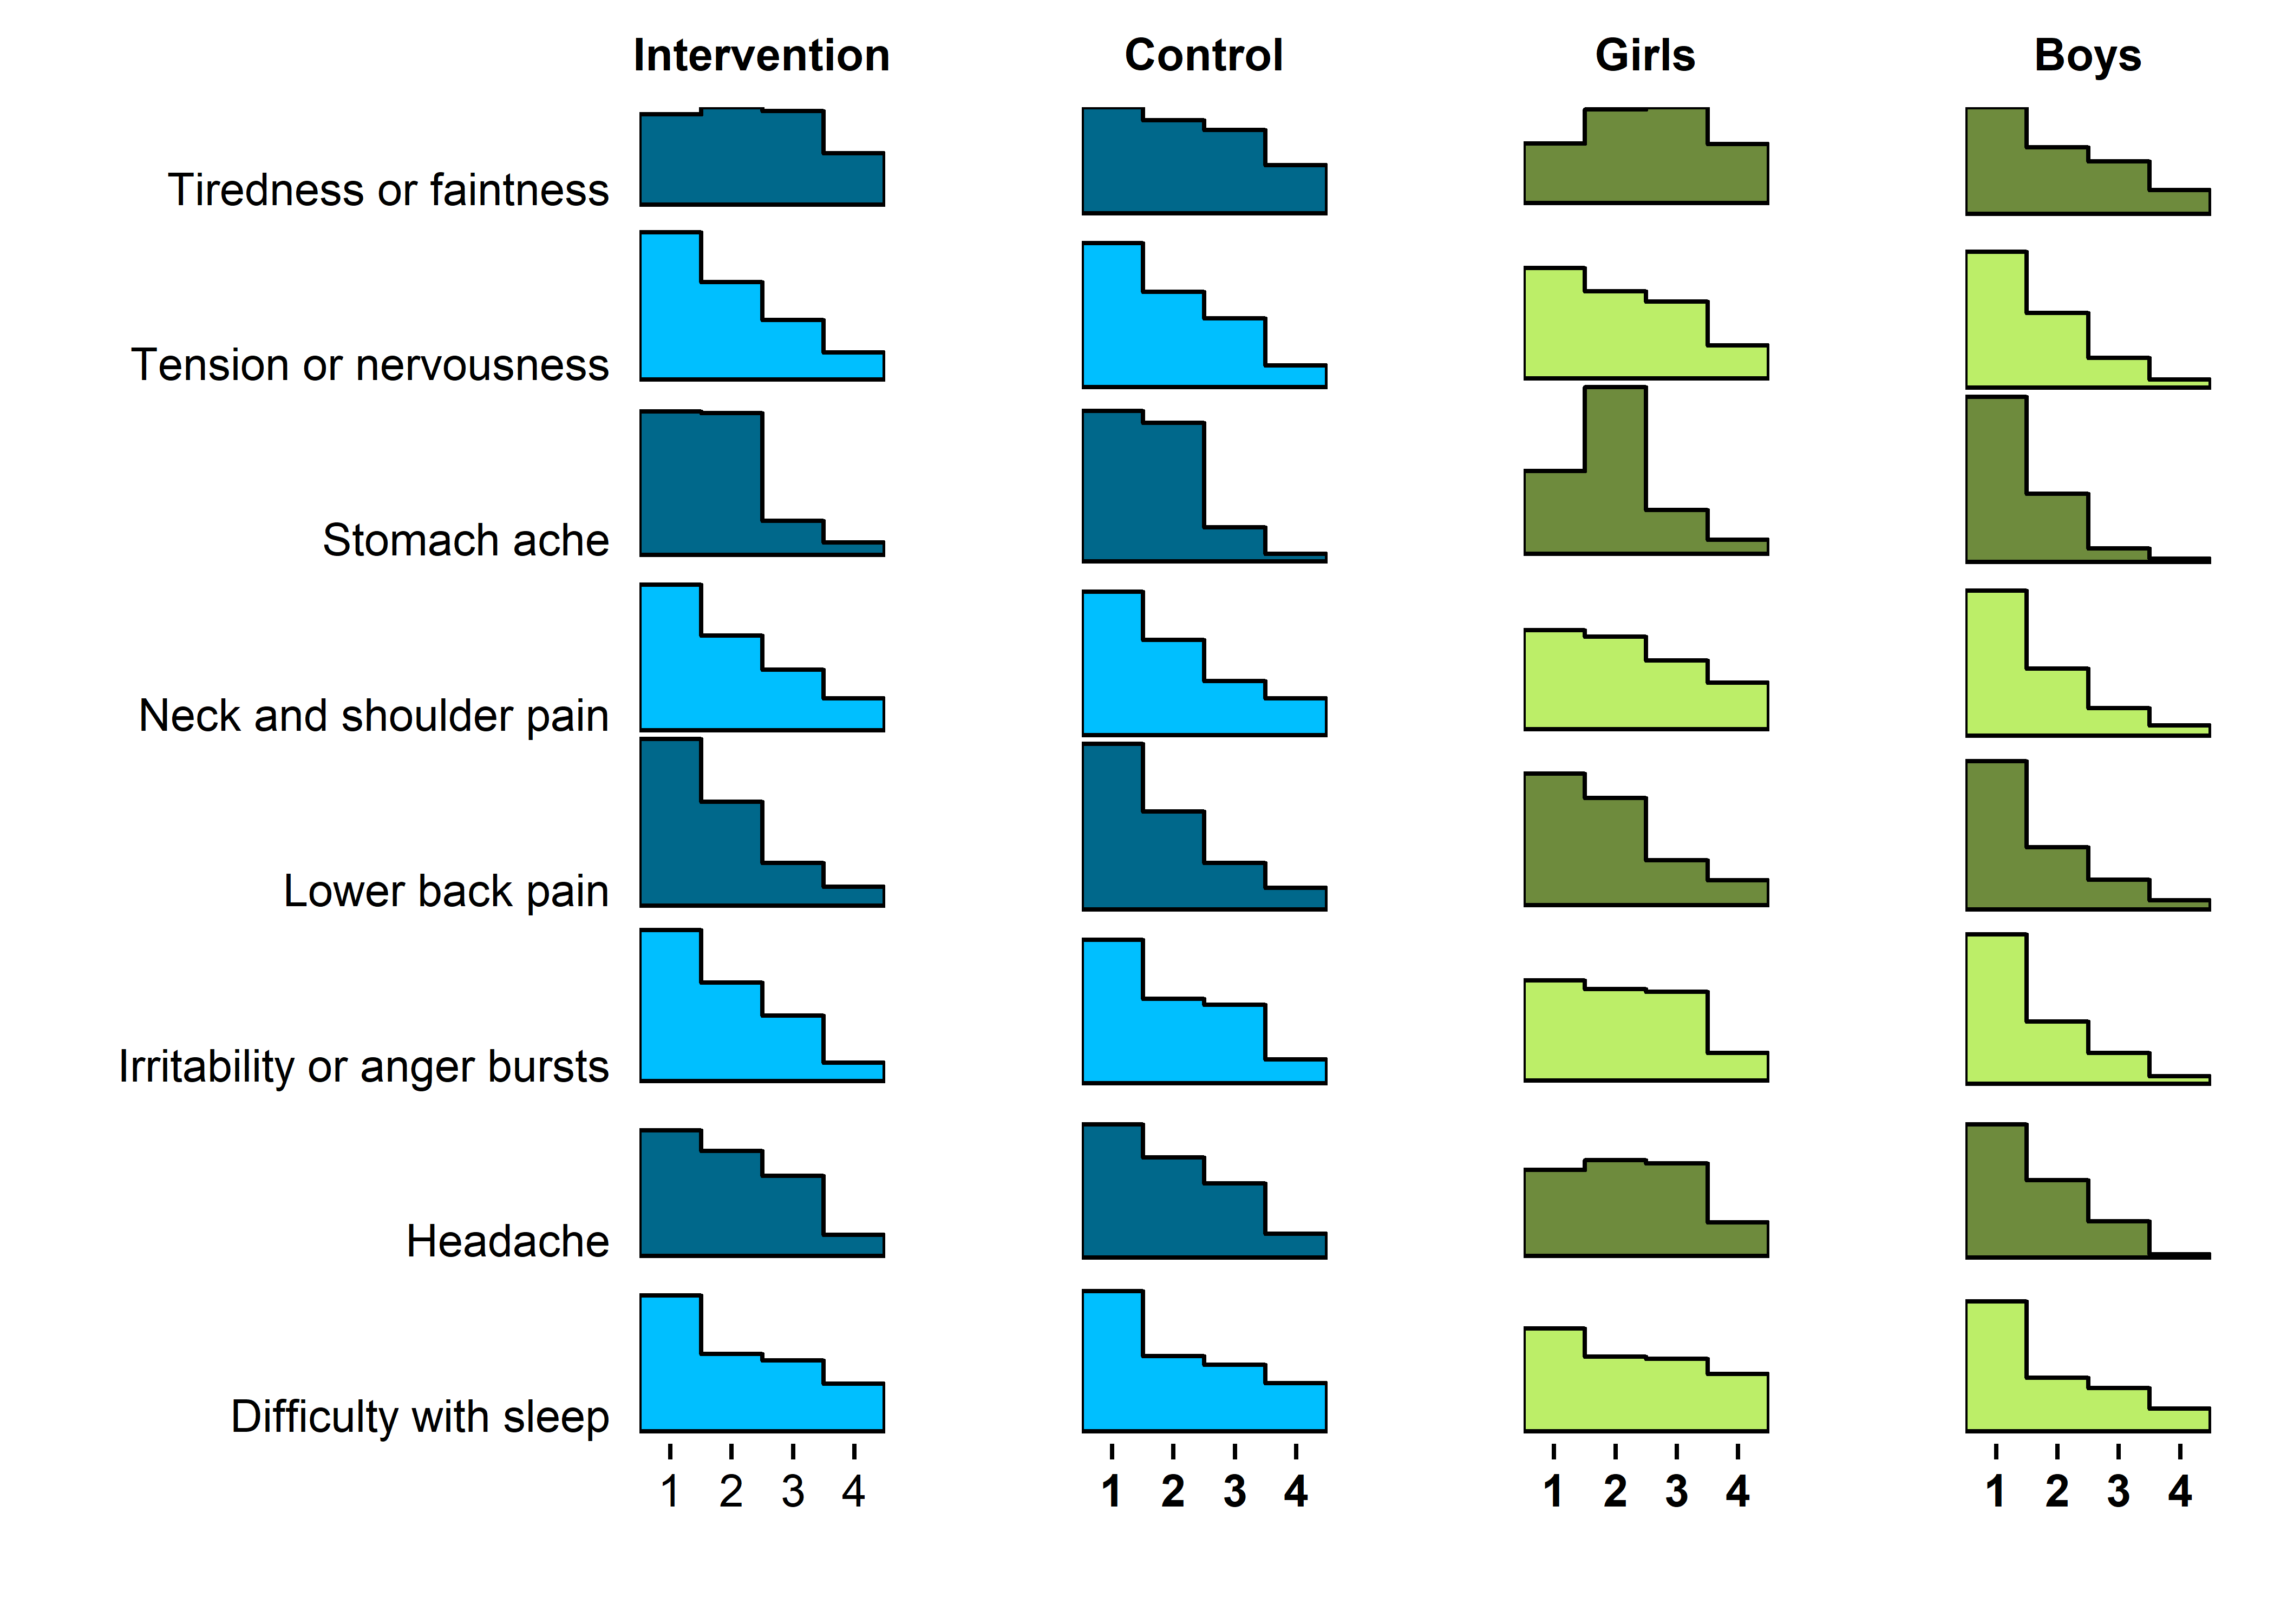 Intervention Control Girls Boys
Tiredness or faintness
Tension or nervousness
Stomach ache
Neck and shoulder pain
Lower back pain
Irritability or anger bursts
Headache
Difficulty with sleep
1 2 3 4 1 2 3 4 1 2 3 4 1 2 3 4